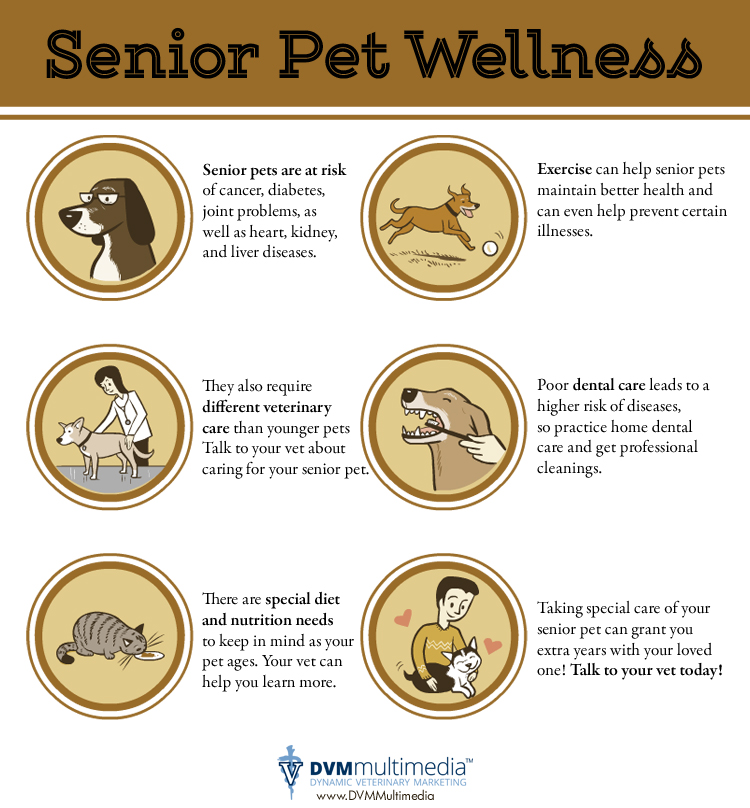 Senior Pet Wellness
Senior pets are at risk
of cancer, diabetes,
joint problems, as
well as heart, kidney,
and liver diseases.
Exercise can help senior pets
maintain better health and
can even help prevent certain
illnesses.
They also require
different veterinary
care than younger pets
Talk to your vet about
caring for your senior pet.
Poor dental care leads to a
higher risk of diseases,
so practice home dental
care and get professional
cleanings.
There are special diet
and nutrition needs
to keep in mind as your
pet ages. Your vet can
help you learn more.
Taking special care of your
senior pet can grant you
extra years with your loved
one! Talk to your vet today!
V DVMmultimedia™
DYNAMIC VETERINARY MARKETING
www.DVMMultimedia